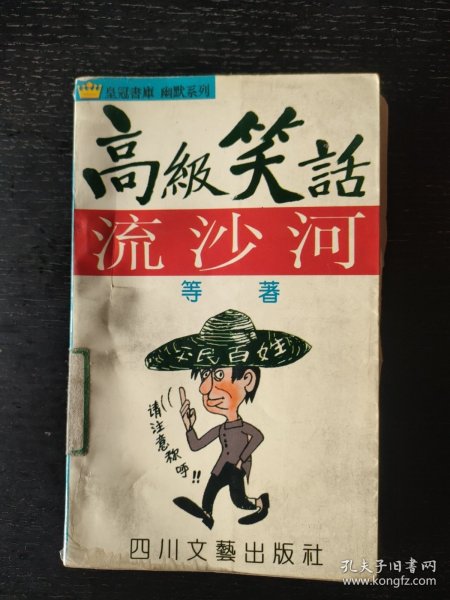 皇冠書庫 幽默系列
高級笑話
流沙河
等著
公民百姓
请注意称呼!!
四川文藝出版社
孔夫子旧书网
www.kongfz.com